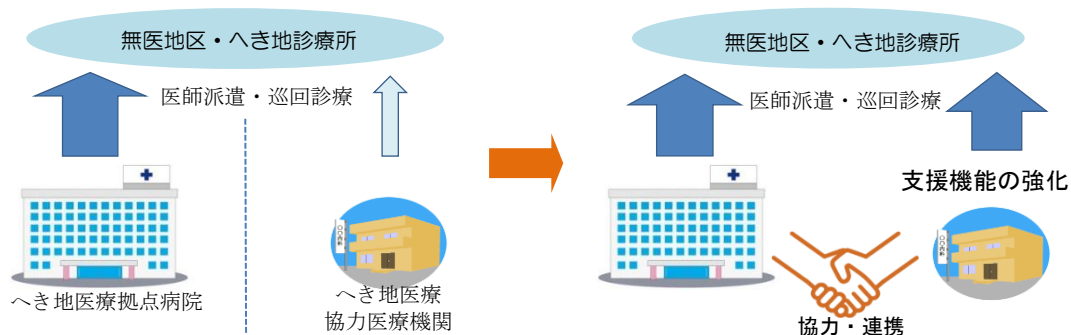 無医地区・へき地診療所
医師派遣・巡回診療
へき地医療拠点病院
へき地医療
協力医療機関
無医地区・へき地診療所
医師派遣・巡回診療
支援機能の強化
協力・連携